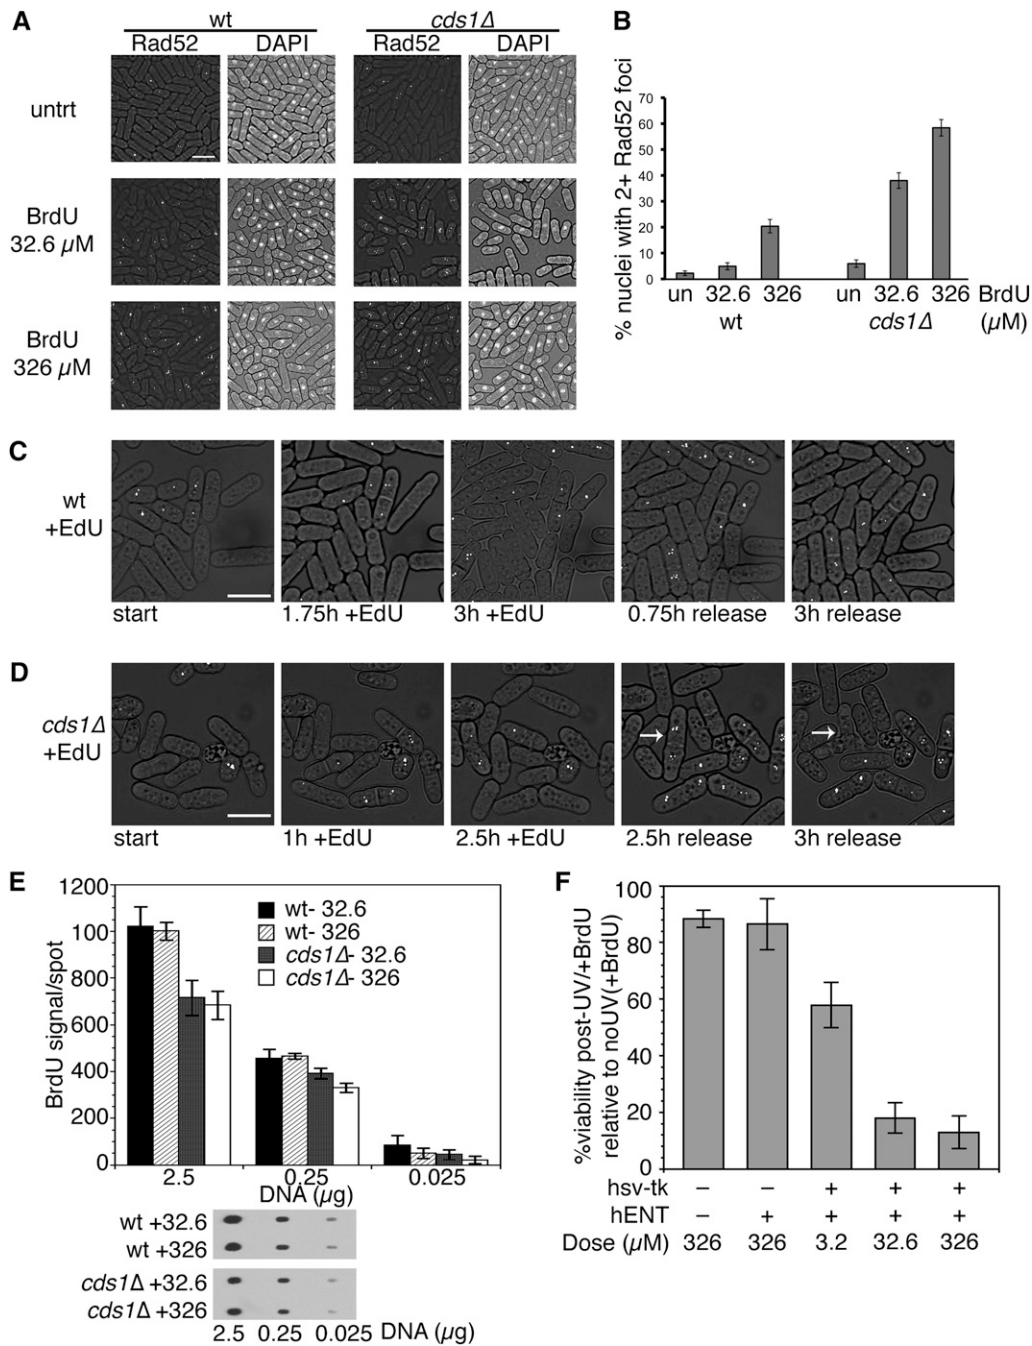 A
wt
cds1Δ
Rad52 DAPI Rad52 DAPI
untrt
BrdU
32.6 µM
BrdU
326 µM
B
% nuclei with 2+ Rad52 foci
70
60
50
40
30
20
10
0
un 32.6 326 un 32.6 326 BrdU
wt cds1Δ (µM)
C
wt
+EdU
start 1.75h +EdU 3h +EdU 0.75h release 3h release
D
cds1Δ
+EdU
start 1h +EdU 2.5h +EdU 2.5h release 3h release
E
BrdU signal/spot
1200
1000
800
600
400
200
0
wt- 32.6
wt- 326
cds1Δ- 32.6
cds1Δ- 326
2.5 0.25 0.025
DNA (µg)
wt +32.6
wt +326
cds1Δ +32.6
cds1Δ +326
2.5 0.25 0.025 DNA (µg)
F
%viability post-UV/+BrdU
relative to noUV(+BrdU)
100
80
60
40
20
0
hsv-tk – – + + +
hENT – + + + +
Dose (µM) 326 326 3.2 32.6 326